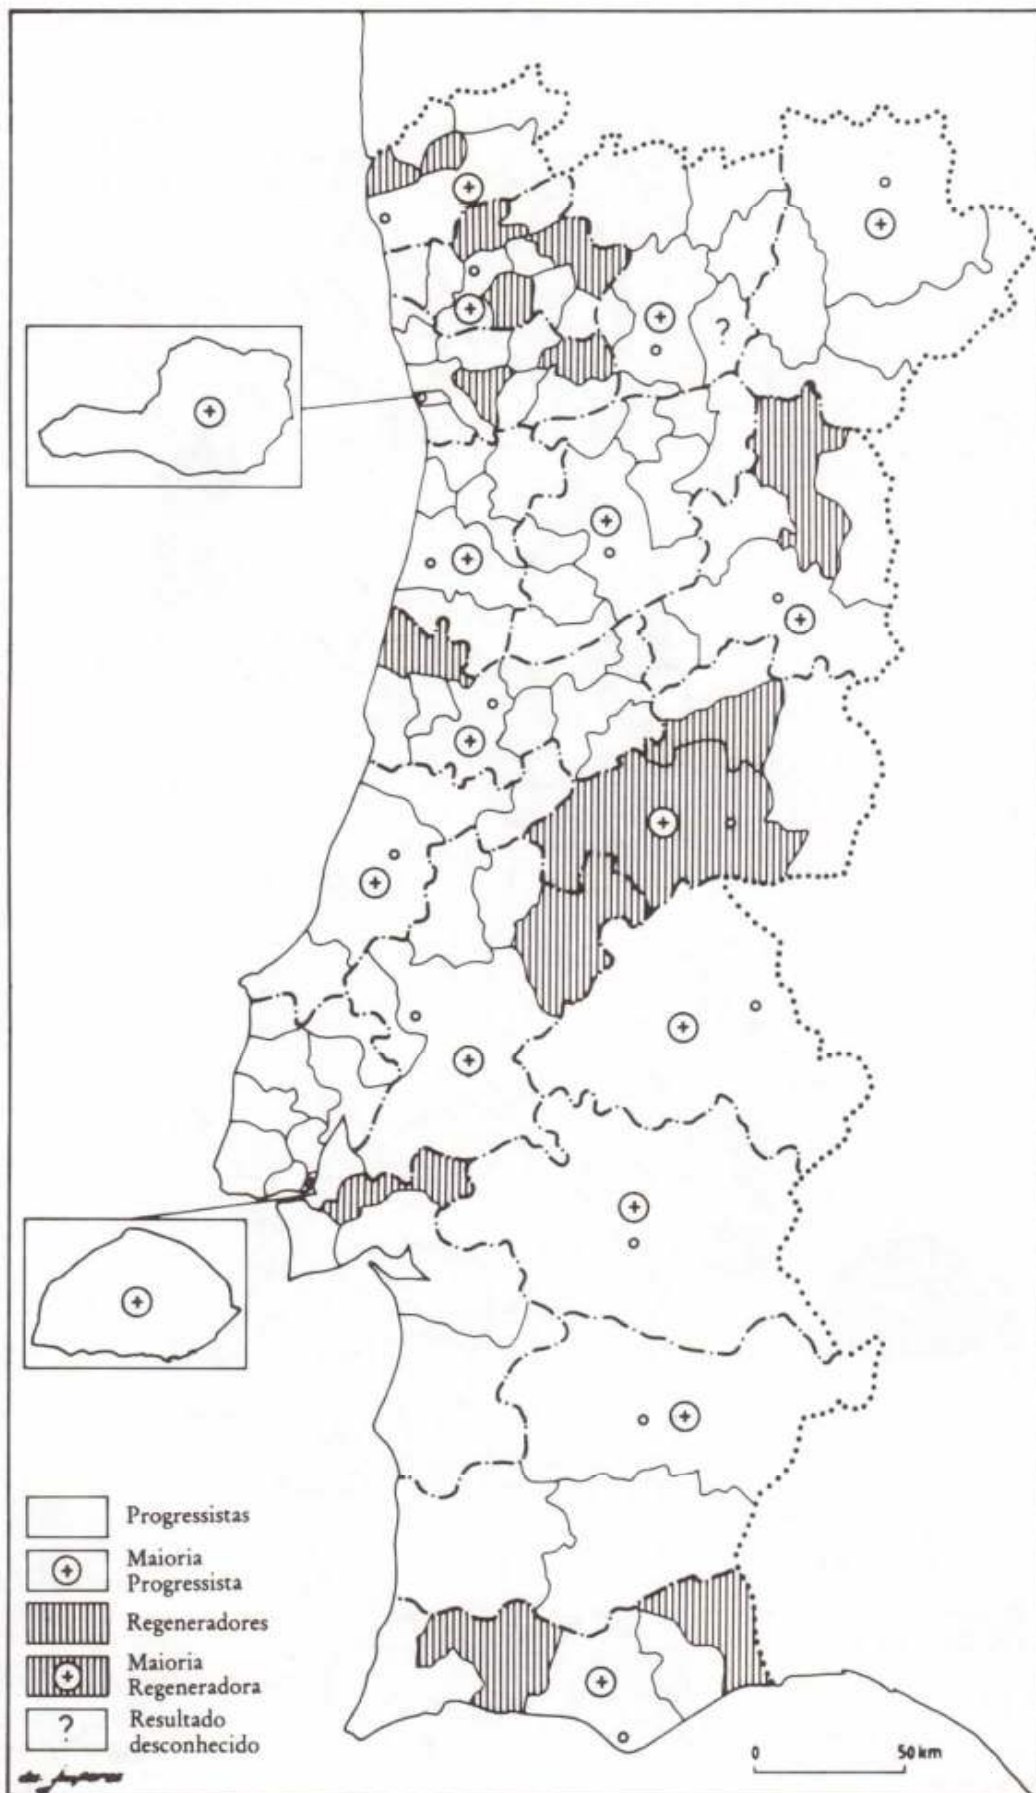 ?
Progressistas
Maioria
Progressista
Regeneradores
Maioria
Regeneradora
?
Resultado
desconhecido
0
50 km